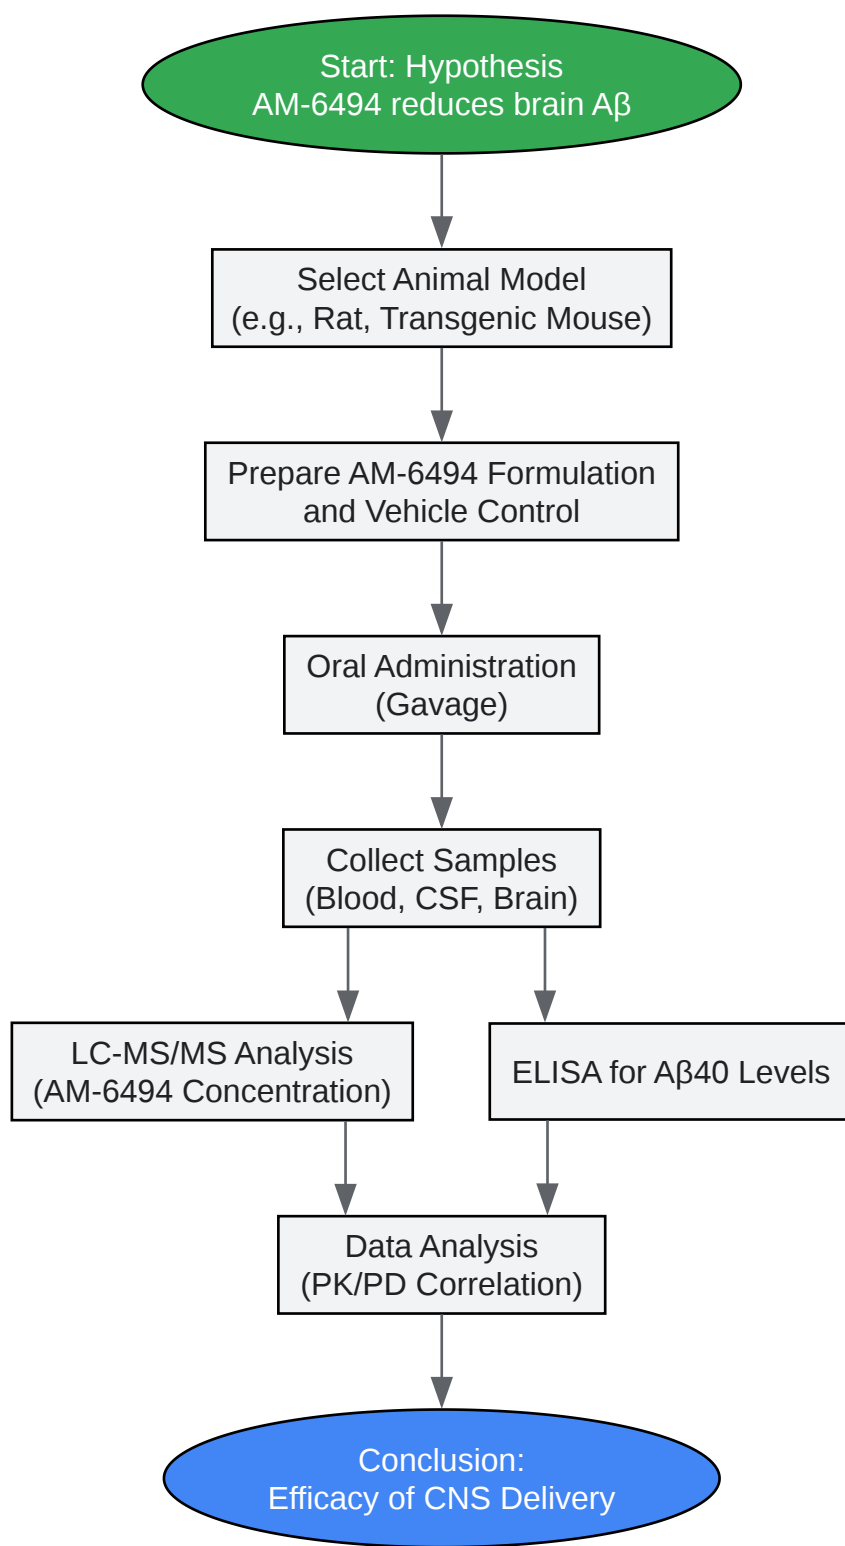 Start: Hypothesis
AM-6494 reduces brain Aβ
Select Animal Model
(e.g., Rat, Transgenic Mouse)
Prepare AM-6494 Formulation
and Vehicle Control
Oral Administration
(Gavage)
Collect Samples
(Blood, CSF, Brain)
LC-MS/MS Analysis
(AM-6494 Concentration)
ELISA for Aβ40 Levels
Data Analysis
(PK/PD Correlation)
Conclusion:
Efficacy of CNS Delivery